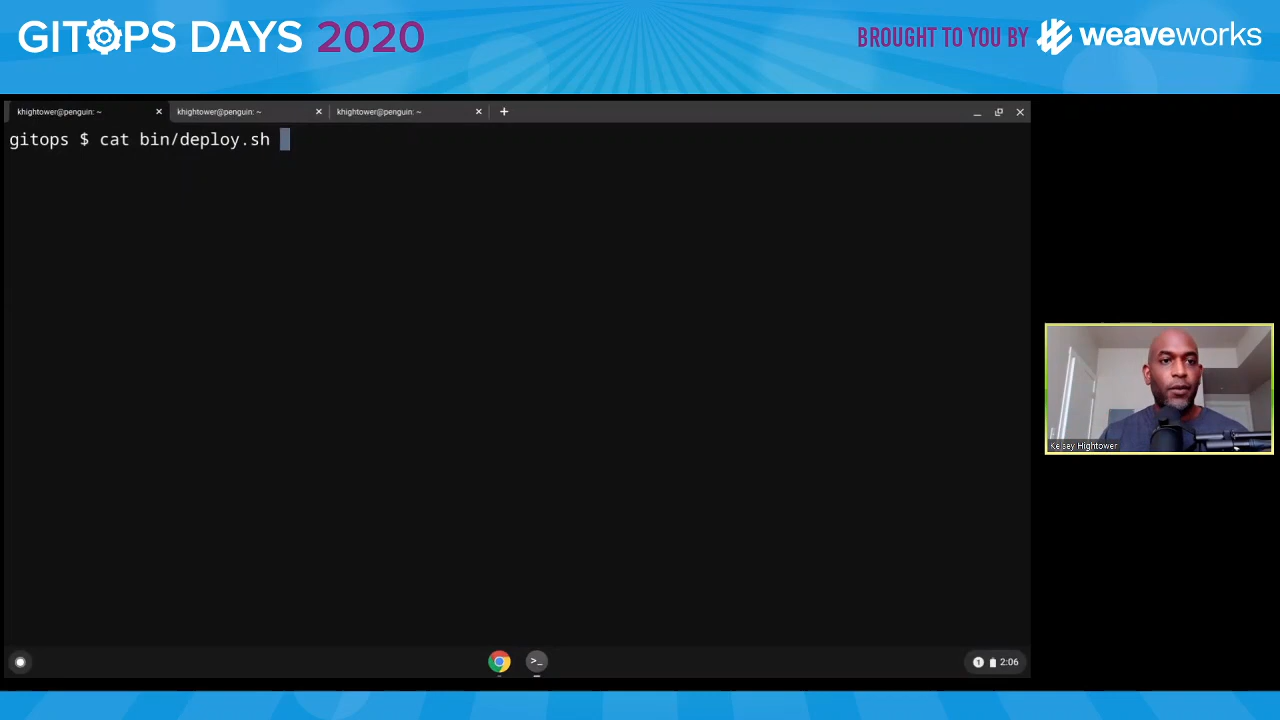 GITOPS DAYS 2020
BROUGHT TO YOU BY weaveworks
khightower@penguin: ~
khightower@penguin: ~
khightower@penguin: ~
gitops $ cat bin/deploy.sh
Kelsey Hightower
1 2:06